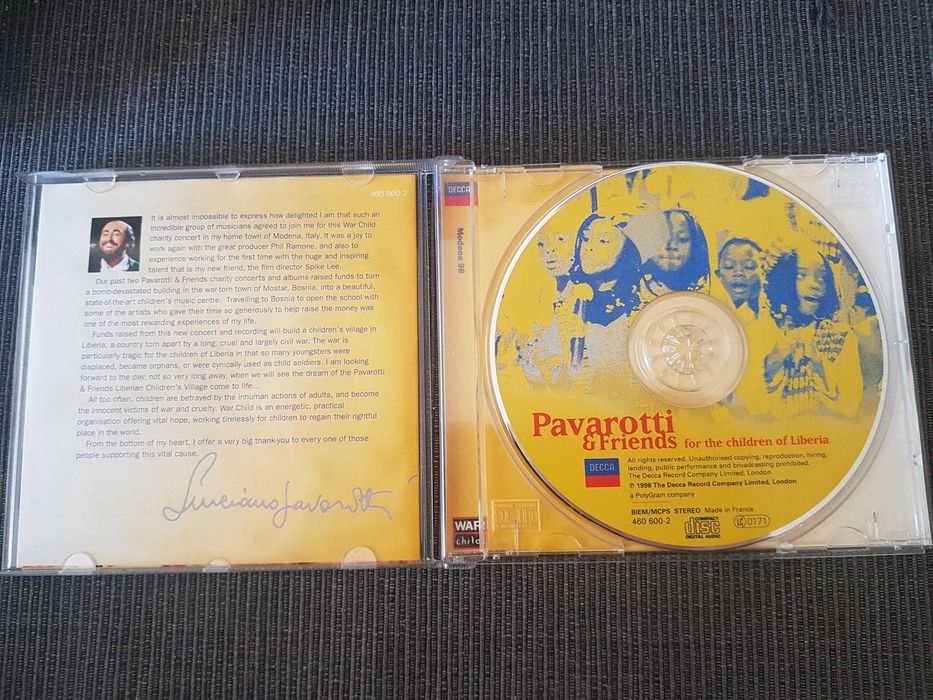 460 600-2
It is almost impossible to express how delighted I am that such an
incredible group of musicians agreed to join me for this War Child
charity concert in my home town of Modena, Italy. It was a joy to
work again with the great producer Phil Ramone, and also to
experience working for the first time with the huge and inspiring
talent that is my new friend, the film director Spike Lee.
Our past two Pavarotti & Friends charity concerts and albums raised funds to turn
a bomb-devastated building in the war-torn town of Mostar, Bosnia, into a beautiful,
state-of-the-art children's music centre. Travelling to Bosnia to open the school with
some of the artists who gave their time so generously to help raise the money was
one of the most rewarding experiences of my life.
Funds raised from this new concert and recording will build a children's village in
Liberia, a country torn apart by a long, cruel and largely civil war. The war is
particularly tragic for the children of Liberia in that so many youngsters were
displaced, became orphans, or were cynically used as child soldiers. I am looking
forward to the day, not so very long away, when we will see the dream of the Pavarotti
& Friends Liberian Children's Village come to life...
All too often, children are betrayed by the inhuman actions of adults, and become
the innocent victims of war and cruelty. War Child is an energetic, practical
organisation offering vital hope, working tirelessly for children to regain their rightful
place in the world.
From the bottom of my heart, I offer a very big thank-you to every one of those
people supporting this vital cause.
Luciano Pavarotti
DECCA
Modena 98
WAR
child
Pavarotti
& Friends for the children of Liberia
DECCA
All rights reserved. Unauthorised copying, reproduction, hiring,
lending, public performance and broadcasting prohibited.
The Decca Record Company Limited, London
℗ 1998 The Decca Record Company Limited, London
a PolyGram company
BIEM/MCPS STEREO Made in France
460 600-2
COMPACT
disc
DIGITAL AUDIO
LC 0171